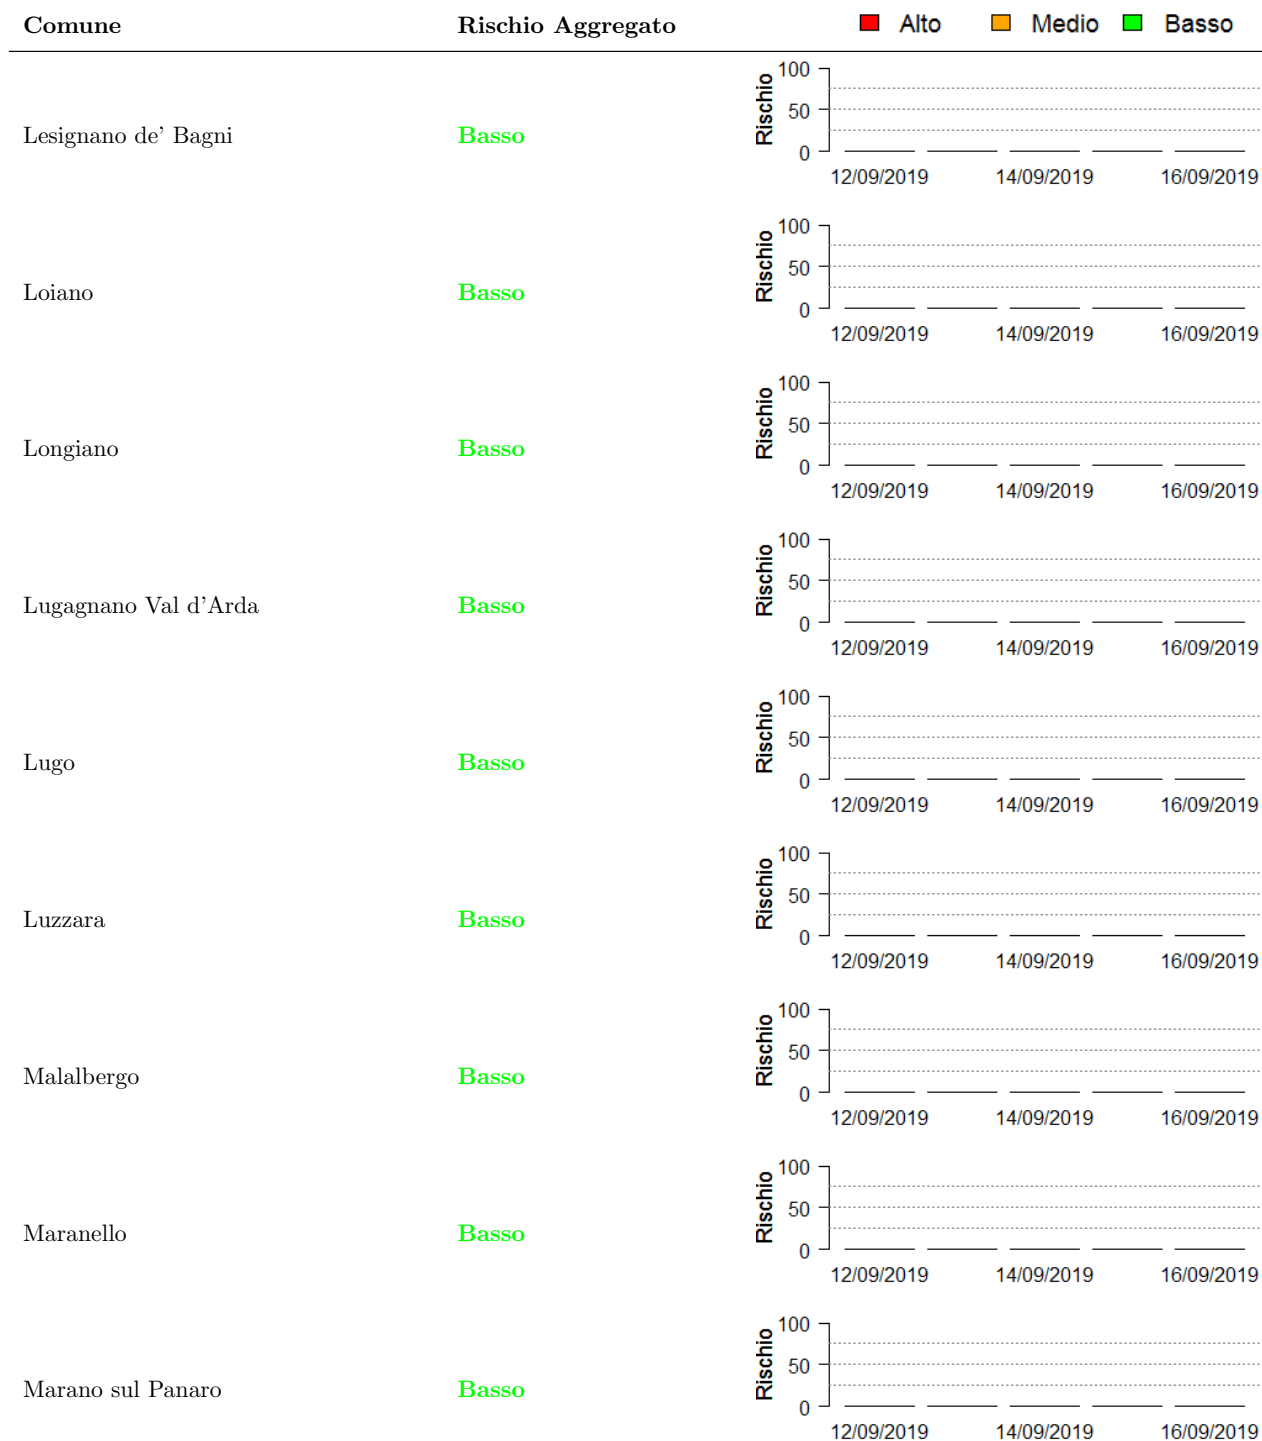 Comune Rischio Aggregato Alto Medio Basso
Lesignano de' Bagni Basso
Rischio
100
50
0
12/09/2019 14/09/2019 16/09/2019
Loiano Basso
Rischio
100
50
0
12/09/2019 14/09/2019 16/09/2019
Longiano Basso
Rischio
100
50
0
12/09/2019 14/09/2019 16/09/2019
Lugagnano Val d'Arda Basso
Rischio
100
50
0
12/09/2019 14/09/2019 16/09/2019
Lugo Basso
Rischio
100
50
0
12/09/2019 14/09/2019 16/09/2019
Luzzara Basso
Rischio
100
50
0
12/09/2019 14/09/2019 16/09/2019
Malalbergo Basso
Rischio
100
50
0
12/09/2019 14/09/2019 16/09/2019
Maranello Basso
Rischio
100
50
0
12/09/2019 14/09/2019 16/09/2019
Marano sul Panaro Basso
Rischio
100
50
0
12/09/2019 14/09/2019 16/09/2019